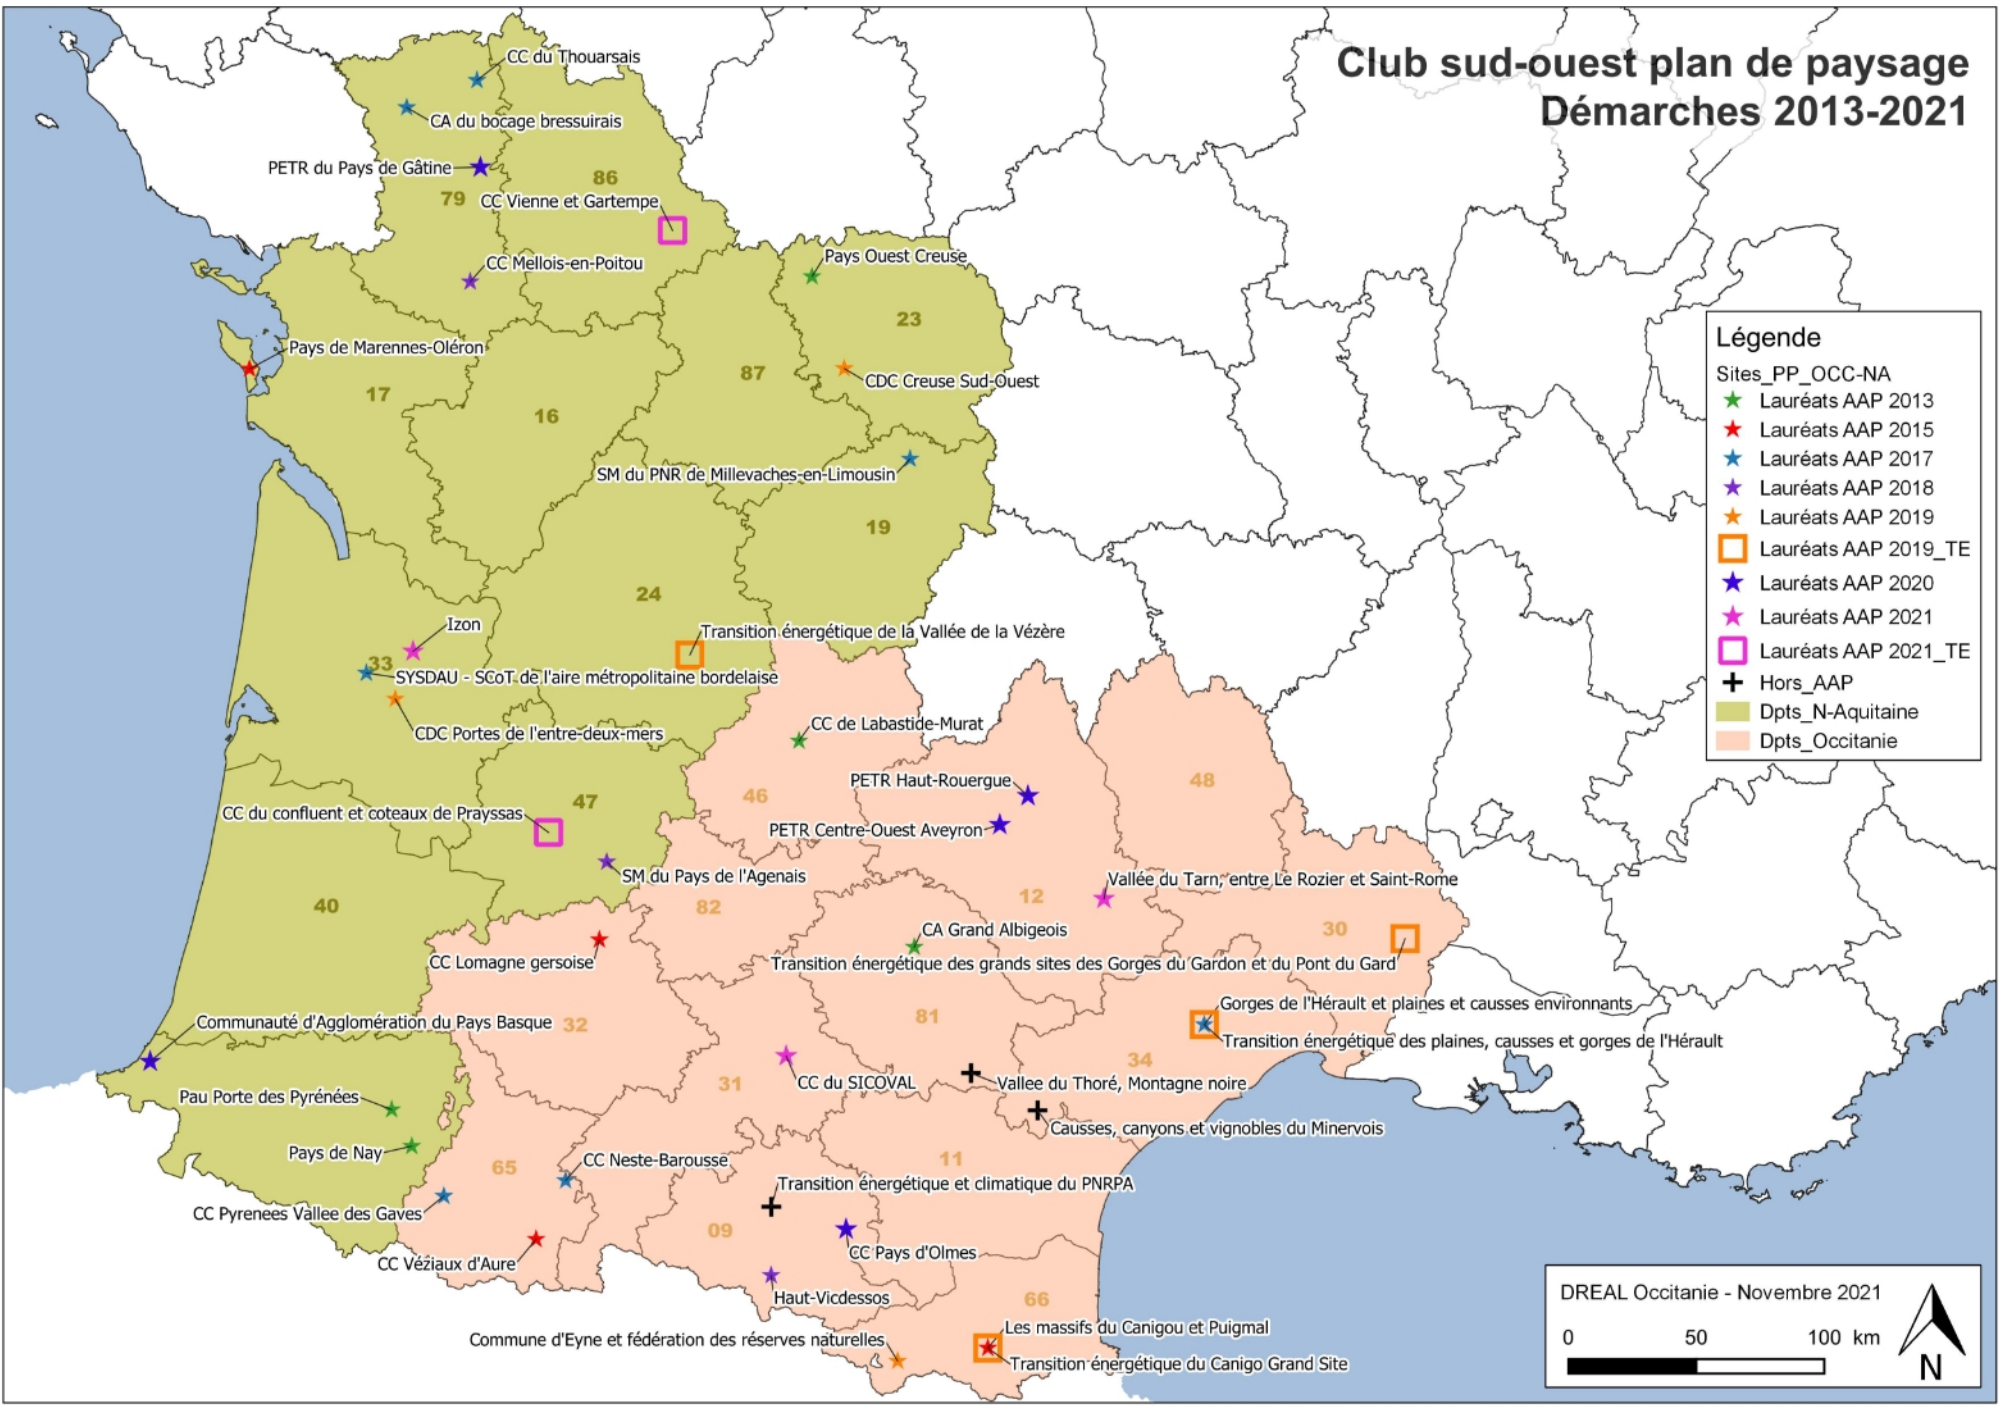 Club sud-ouest plan de paysage
Démarches 2013-2021
CC du Thouarsais
CA du bocage bressuirais
PETR du Pays de Gâtine
86
79
CC Vienne et Gartempe
CC Mellois-en-Poitou
Pays Ouest Creuse
23
Pays de Marennes-Oléron
87
CDC Creuse Sud-Ouest
17
16
SM du PNR de Millevaches-en-Limousin
19
24
Izon
Transition énergétique de la Vallée de la Vézère
33
SYSDAU - SCoT de l'aire métropolitaine bordelaise
CC de Labastide-Murat
CDC Portes de l'entre-deux-mers
PETR Haut-Rouergue
48
46
47
CC du confluent et coteaux de Prayssas
PETR Centre-Ouest Aveyron
SM du Pays de l'Agenais
Vallée du Tarn, entre Le Rozier et Saint-Rome
12
40
82
CA Grand Albigeois
30
CC Lomagne gersoise
Transition énergétique des grands sites des Gorges du Gardon et du Pont du Gard
Gorges de l'Hérault et plaines et causses environnants
81
Communauté d'Agglomération du Pays Basque
32
Transition énergétique des plaines, causses et gorges de l'Hérault
34
31
CC du SICOVAL
Vallee du Thoré, Montagne noire
Pau Porte des Pyrénées
Causses, canyons et vignobles du Minervois
Pays de Nay
CC Neste-Barousse
11
65
Transition énergétique et climatique du PNRPA
CC Pyrenees Vallee des Gaves
09
CC Pays d'Olmes
CC Véziaux d'Aure
Haut-Vicdessos
66
Les massifs du Canigou et Puigmal
Commune d'Eyne et fédération des réserves naturelles
Transition énergétique du Canigo Grand Site
Légende
Sites_PP_OCC-NA
Lauréats AAP 2013
Lauréats AAP 2015
Lauréats AAP 2017
Lauréats AAP 2018
Lauréats AAP 2019
Lauréats AAP 2019_TE
Lauréats AAP 2020
Lauréats AAP 2021
Lauréats AAP 2021_TE
Hors_AAP
Dpts_N-Aquitaine
Dpts_Occitanie
DREAL Occitanie - Novembre 2021
0 50 100 km
N